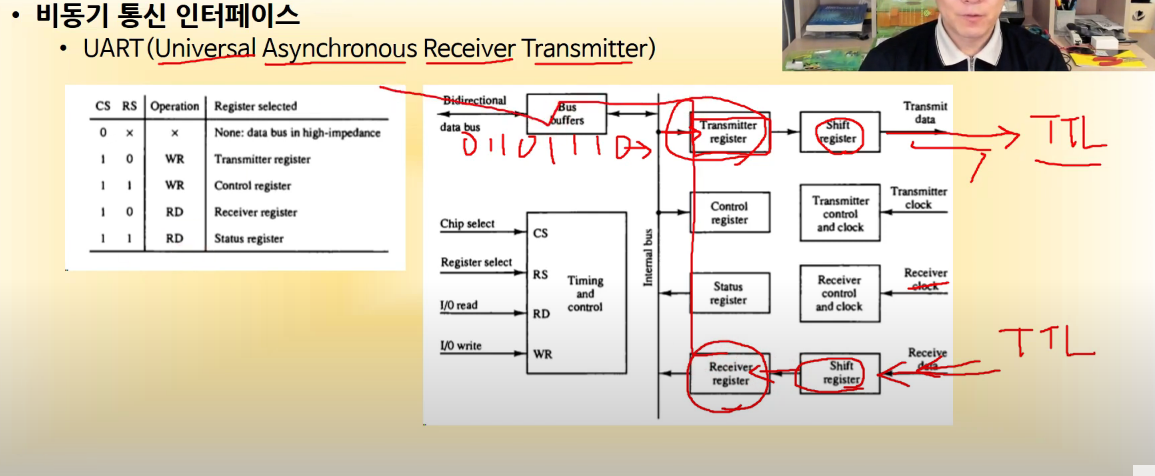 • 비동기 통신 인터페이스
• UART(Universal Asynchronous Receiver Transmitter)
CS RS Operation Register selected
0 × × None: data bus in high-impedance
1 0 WR Transmitter register
1 1 WR Control register
1 0 RD Receiver register
1 1 RD Status register
Bidirectional
data bus
Bus
buffers
011011110
Transmitter
register
Shift
register
Transmit
data
TTL
Control
register
Transmitter
control
and clock
Transmitter
clock
Chip select
CS
Register select
RS
Timing
and
control
I/O read
RD
I/O write
WR
Internal bus
Status
register
Receiver
control
and clock
Receiver
clock
Receiver
register
Shift
register
Receive
data
TTL